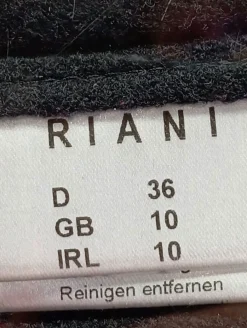 RIANI
D 36
GB 10
IRL 10
Reinigen entfernen